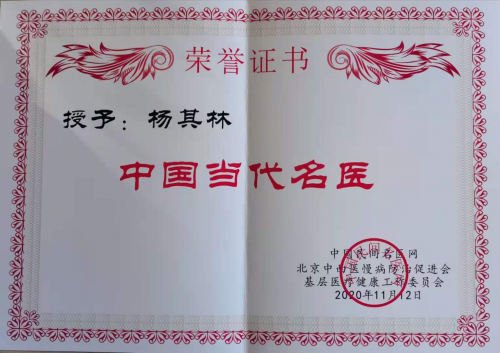 荣誉证书
授予：杨其林
中国当代名医
中国民间名医网
北京中西医慢病防治促进会
基层医疗健康工作委员会
2020年11月12日